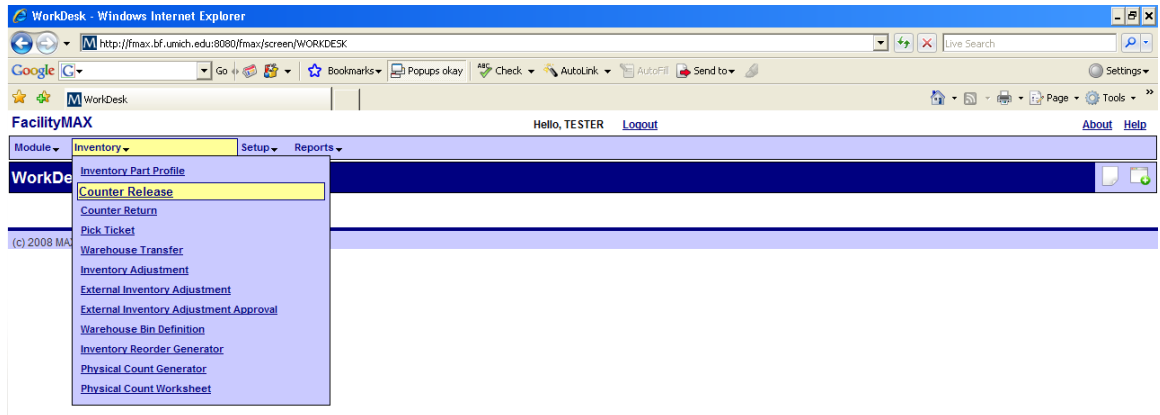 WorkDesk - Windows Internet Explorer
http://fmax.bf.umich.edu:8080/fmax/screen/WORKDESK Live Search
Google G Go Bookmarks Popups okay ABC Check AutoLink AutoFill Send to Settings
WorkDesk Page Tools »
FacilityMAX Hello, TESTER Logout About Help
Module Inventory Setup Reports
WorkDe
Inventory Part Profile
Counter Release
Counter Return
Pick Ticket
(c) 2008 MA
Warehouse Transfer
Inventory Adjustment
External Inventory Adjustment
External Inventory Adjustment Approval
Warehouse Bin Definition
Inventory Reorder Generator
Physical Count Generator
Physical Count Worksheet